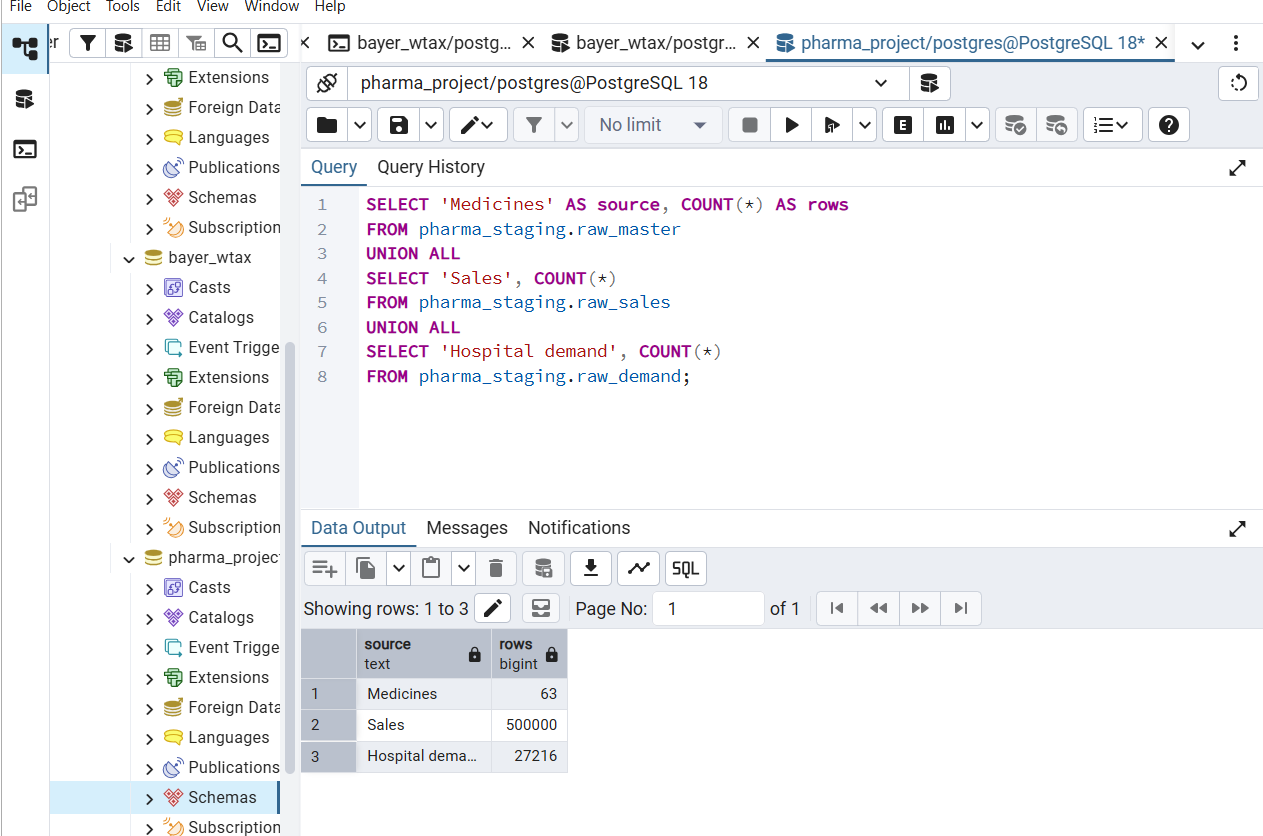 File Object Tools Edit View Window Help
er
bayer_wtax/postg...
bayer_wtax/postgr...
pharma_project/postgres@PostgreSQL 18*
Extensions
Foreign Data
Languages
Publications
Schemas
Subscription
bayer_wtax
Casts
Catalogs
Event Trigge
Extensions
Foreign Data
Languages
Publications
Schemas
Subscription
pharma_project
Casts
Catalogs
Event Trigge
Extensions
Foreign Data
Languages
Publications
Schemas
Subscription
pharma_project/postgres@PostgreSQL 18
No limit
E
Query Query History
1 SELECT 'Medicines' AS source, COUNT(*) AS rows
2 FROM pharma_staging.raw_master
3 UNION ALL
4 SELECT 'Sales', COUNT(*)
5 FROM pharma_staging.raw_sales
6 UNION ALL
7 SELECT 'Hospital demand', COUNT(*)
8 FROM pharma_staging.raw_demand;
Data Output Messages Notifications
SQL
Showing rows: 1 to 3 Page No: 1 of 1
source rows
text bigint
1 Medicines 63
2 Sales 500000
3 Hospital dema... 27216